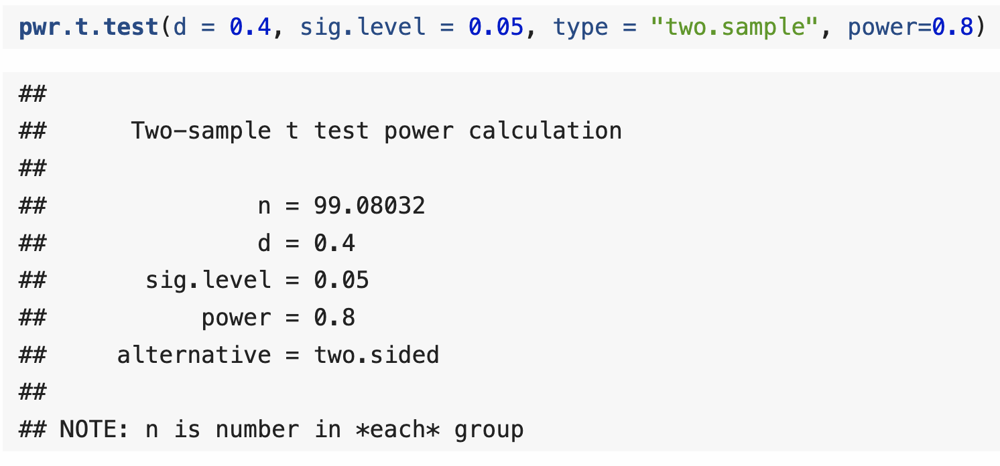 pwr.t.test(d = 0.4, sig.level = 0.05, type = "two.sample", power=0.8)
##
##      Two-sample t test power calculation
##
##               n = 99.08032
##               d = 0.4
##       sig.level = 0.05
##           power = 0.8
##     alternative = two.sided
##
## NOTE: n is number in *each* group